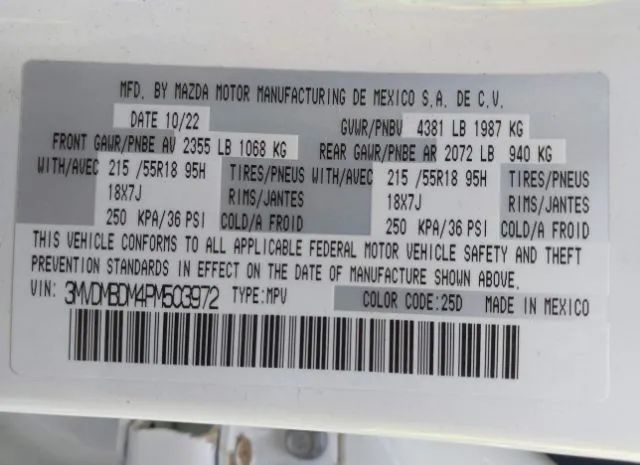 MFD. BY MAZDA MOTOR MANUFACTURING DE MEXICO S.A. DE C.V.
DATE 10/22 GVWR/PNBV 4381 LB 1987 KG
FRONT GAWR/PNBE AV 2355 LB 1068 KG REAR GAWR/PNBE AR 2072 LB 940 KG
WITH/AVEC 215 /55R18 95H TIRES/PNEUS WITH/AVEC 215 /55R18 95H TIRES/PNEUS
18X7J RIMS/JANTES 18X7J RIMS/JANTES
250 KPA/36 PSI COLD/A FROID 250 KPA/36 PSI COLD/A FROID
THIS VEHICLE CONFORMS TO ALL APPLICABLE FEDERAL MOTOR VEHICLE SAFETY AND THEFT
PREVENTION STANDARDS IN EFFECT ON THE DATE OF MANUFACTURE SHOWN ABOVE.
VIN: 3MVDMBDM4PM503972 TYPE:MPV COLOR CODE:25D MADE IN MEXICO